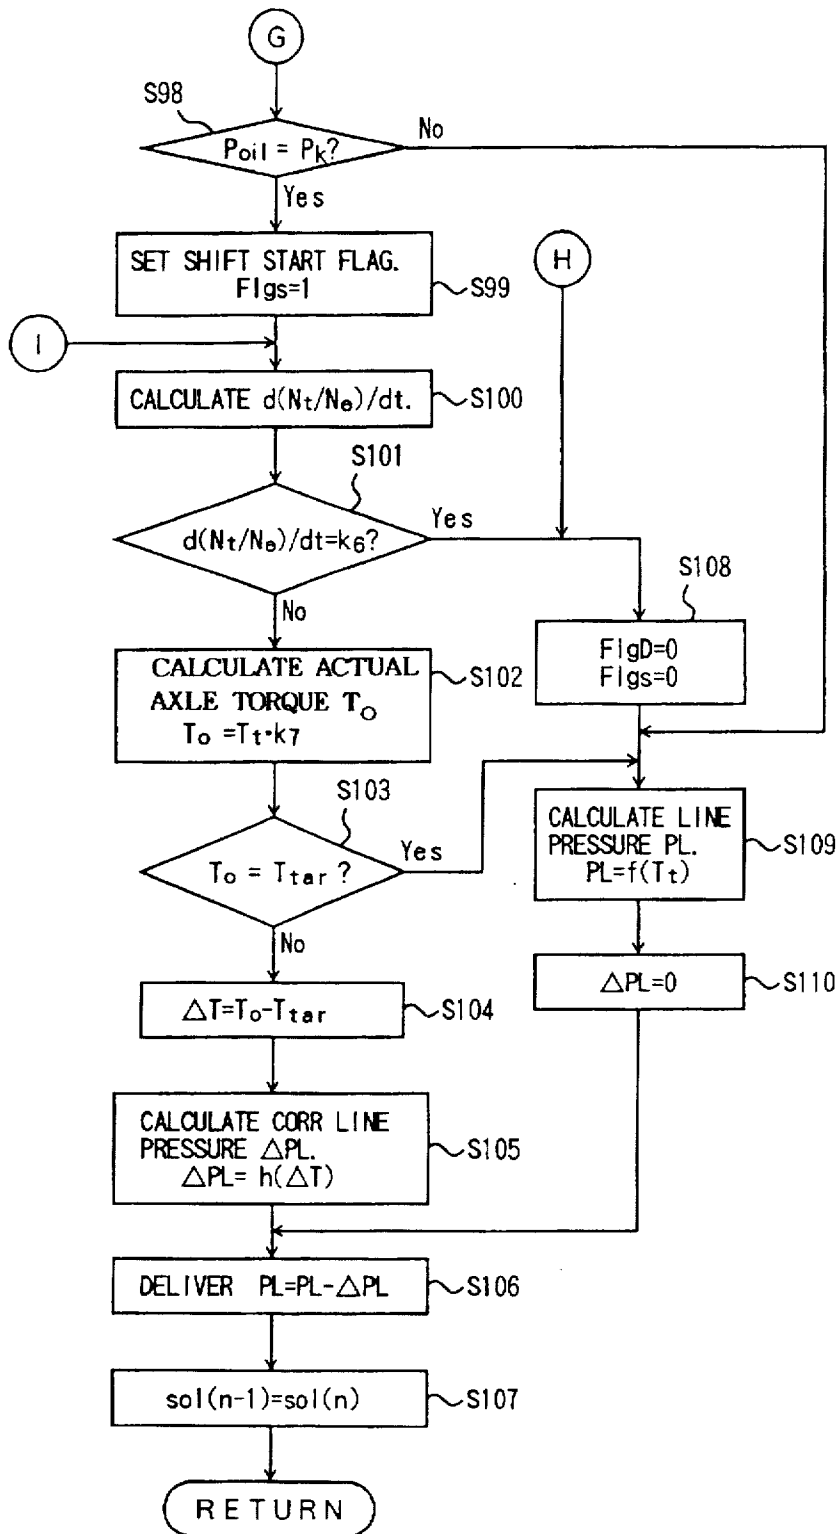 G
S98
Poil = Pk?
No
Yes
SET SHIFT START FLAG.
Flgs=1
S99
H
I
CALCULATE d(Nt/Ne)/dt.
S100
S101
d(Nt/Ne)/dt=k6?
Yes
No
S108
FlgD=0
Flgs=0
CALCULATE ACTUAL
AXLE TORQUE To
To =Tt·k7
S102
S103
To = Ttar ?
Yes
No
CALCULATE LINE
PRESSURE PL.
PL=f(Tt)
S109
△PL=0
S110
△T=To-Ttar
S104
CALCULATE CORR LINE
PRESSURE △PL.
△PL= h(△T)
S105
DELIVER PL=PL-△PL
S106
sol(n-1)=sol(n)
S107
RETURN